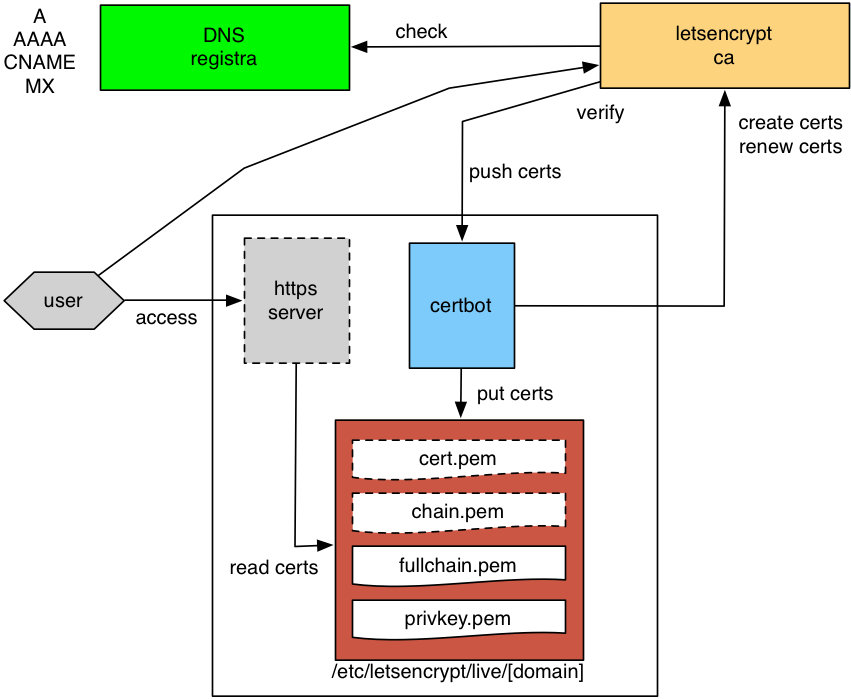 A
AAAA
CNAME
MX
DNS
registra
check
letsencrypt
ca
verify
create certs
renew certs
push certs
user
access
https
server
certbot
put certs
cert.pem
chain.pem
fullchain.pem
privkey.pem
read certs
/etc/letsencrypt/live/[domain]